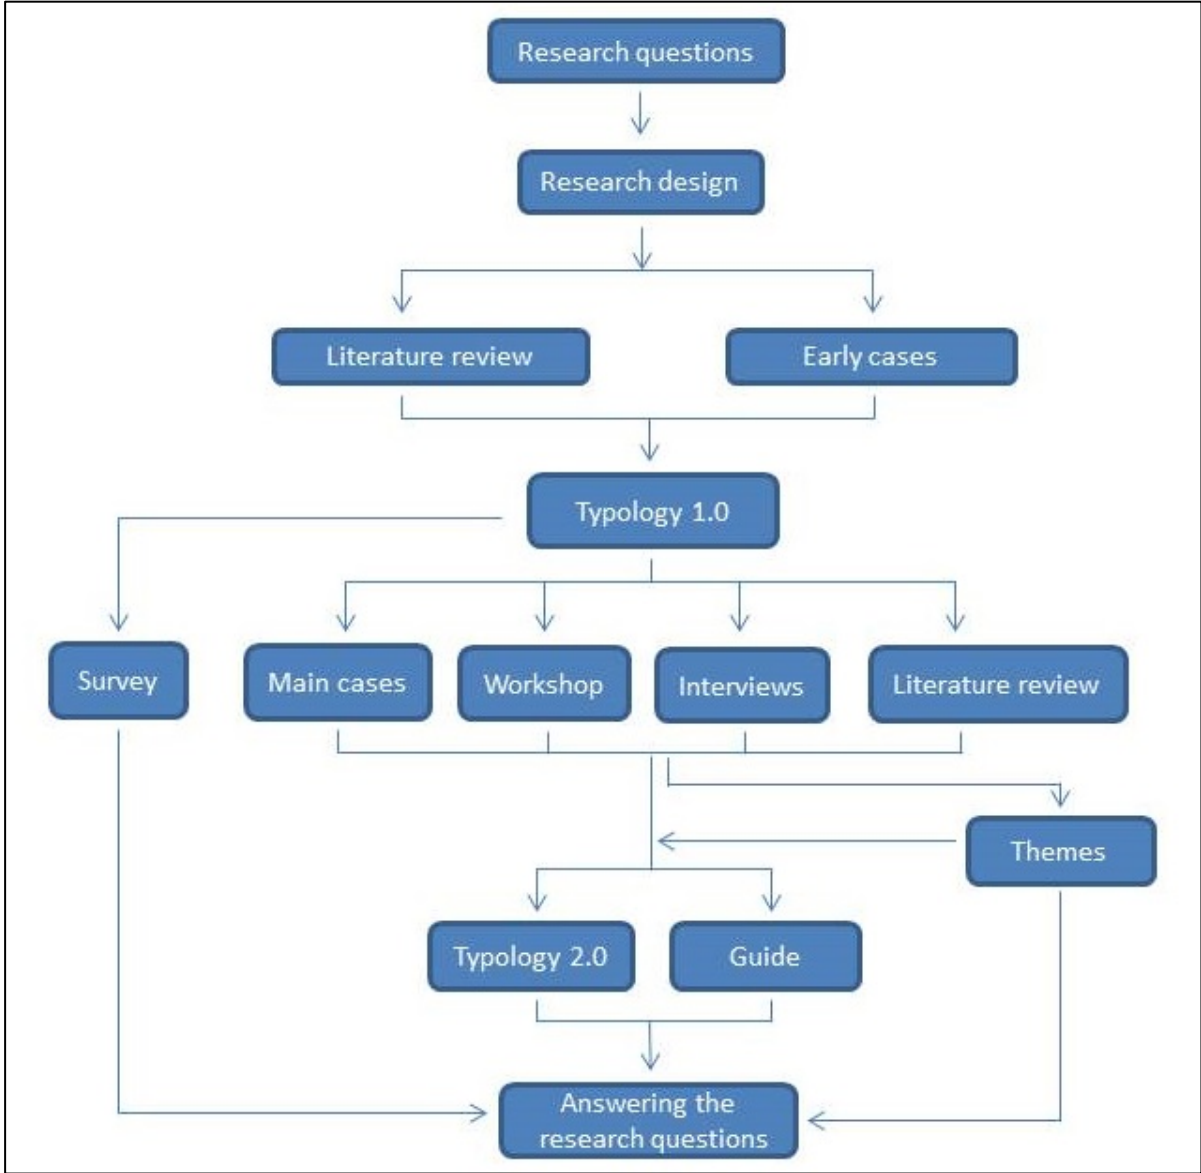 Research questions
Research design
Literature review
Early cases
Typology 1.0
Survey
Main cases
Workshop
Interviews
Literature review
Themes
Typology 2.0
Guide
Answering the
research questions